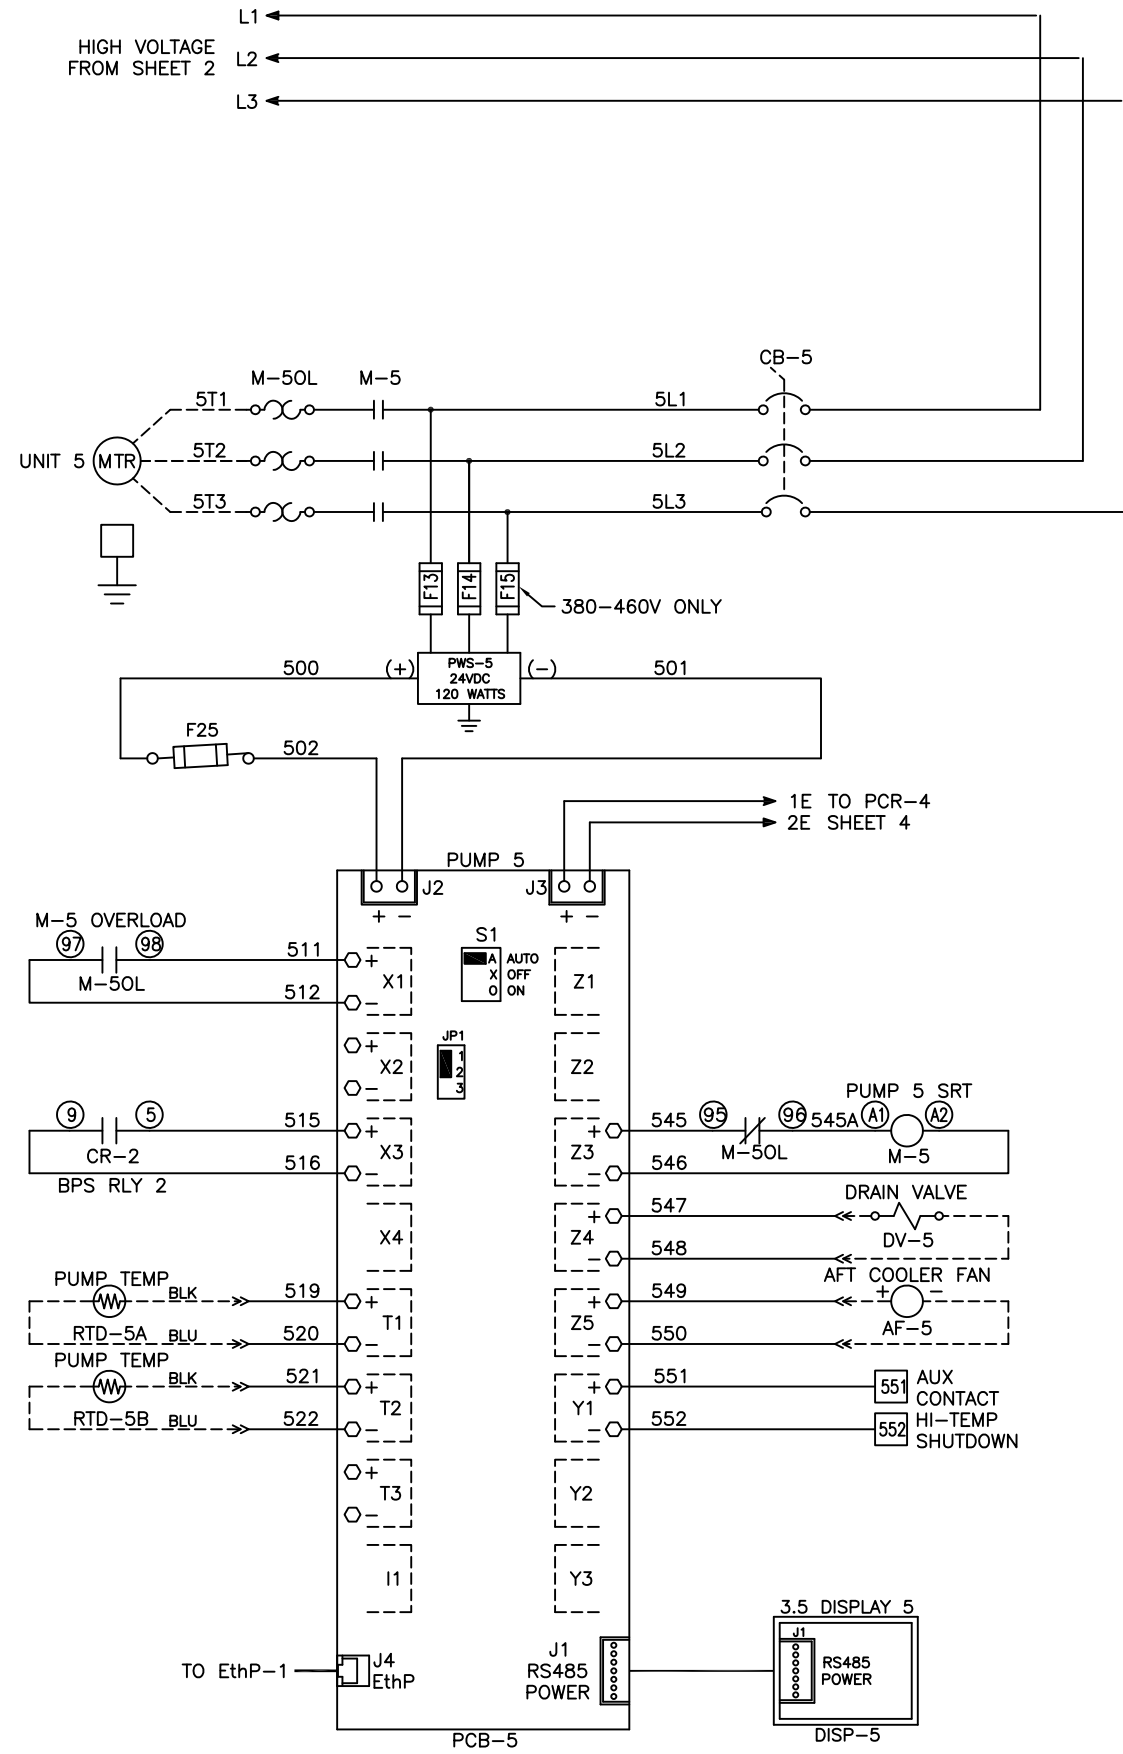 L1
HIGH VOLTAGE
FROM SHEET 2
L2
L3
CB-5
M-5OL
M-5
5T1
5L1
UNIT 5
MTR
5T2
5L2
5T3
5L3
F13
F14
F15
380-460V ONLY
500
(+)
PWS-5
24VDC
120 WATTS
(-)
501
F25
502
1E TO PCR-4
2E SHEET 4
PUMP 5
J2
J3
+ -
+ -
M-5 OVERLOAD
97
98
511
M-5OL
512
+
X1
-
S1
A AUTO
X OFF
O ON
Z1
JP1
1
2
3
+
X2
-
Z2
9
5
515
CR-2
516
BPS RLY 2
+
X3
-
+
Z3
-
PUMP 5 SRT
545
95
96
545A
A1
A2
M-5OL
M-5
546
X4
+
Z4
-
547
DRAIN VALVE
DV-5
548
PUMP TEMP
BLK
519
RTD-5A
BLU
520
+
T1
-
+
Z5
-
AFT COOLER FAN
549
+
-
AF-5
550
PUMP TEMP
BLK
521
RTD-5B
BLU
522
+
T2
-
+
Y1
-
551
551
AUX
CONTACT
552
552
HI-TEMP
SHUTDOWN
+
T3
-
Y2
I1
Y3
TO EthP-1
J4
EthP
J1
RS485
POWER
3.5 DISPLAY 5
J1
RS485
POWER
DISP-5
PCB-5